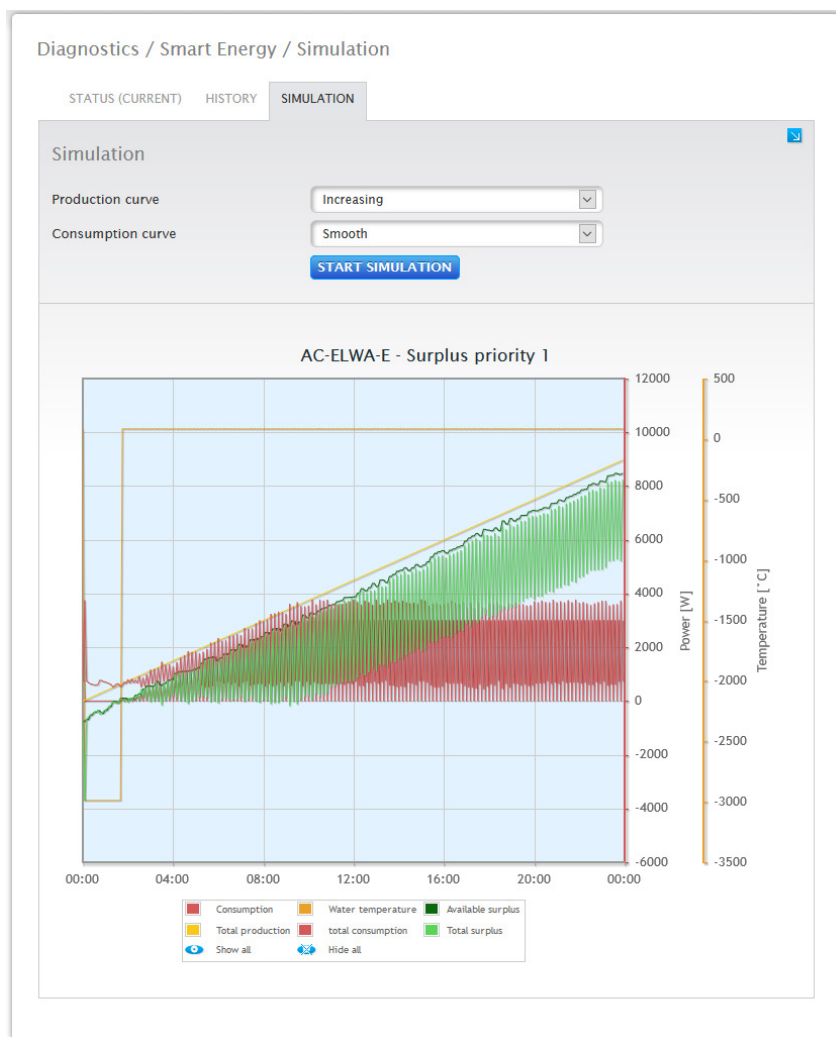 Diagnostics / Smart Energy / Simulation
STATUS (CURRENT) HISTORY SIMULATION
Simulation
Production curve Increasing
Consumption curve Smooth
START SIMULATION
AC-ELWA-E - Surplus priority 1
12000 500
10000 0
8000 -500
6000 -1000
4000 -1500
2000 -2000
0 -2500
-2000 -3000
-4000 -3500
-6000
Power [W]
Temperature [°C]
00:00 04:00 08:00 12:00 16:00 20:00 00:00
Consumption Water temperature Available surplus
Total production total consumption Total surplus
Show all Hide all